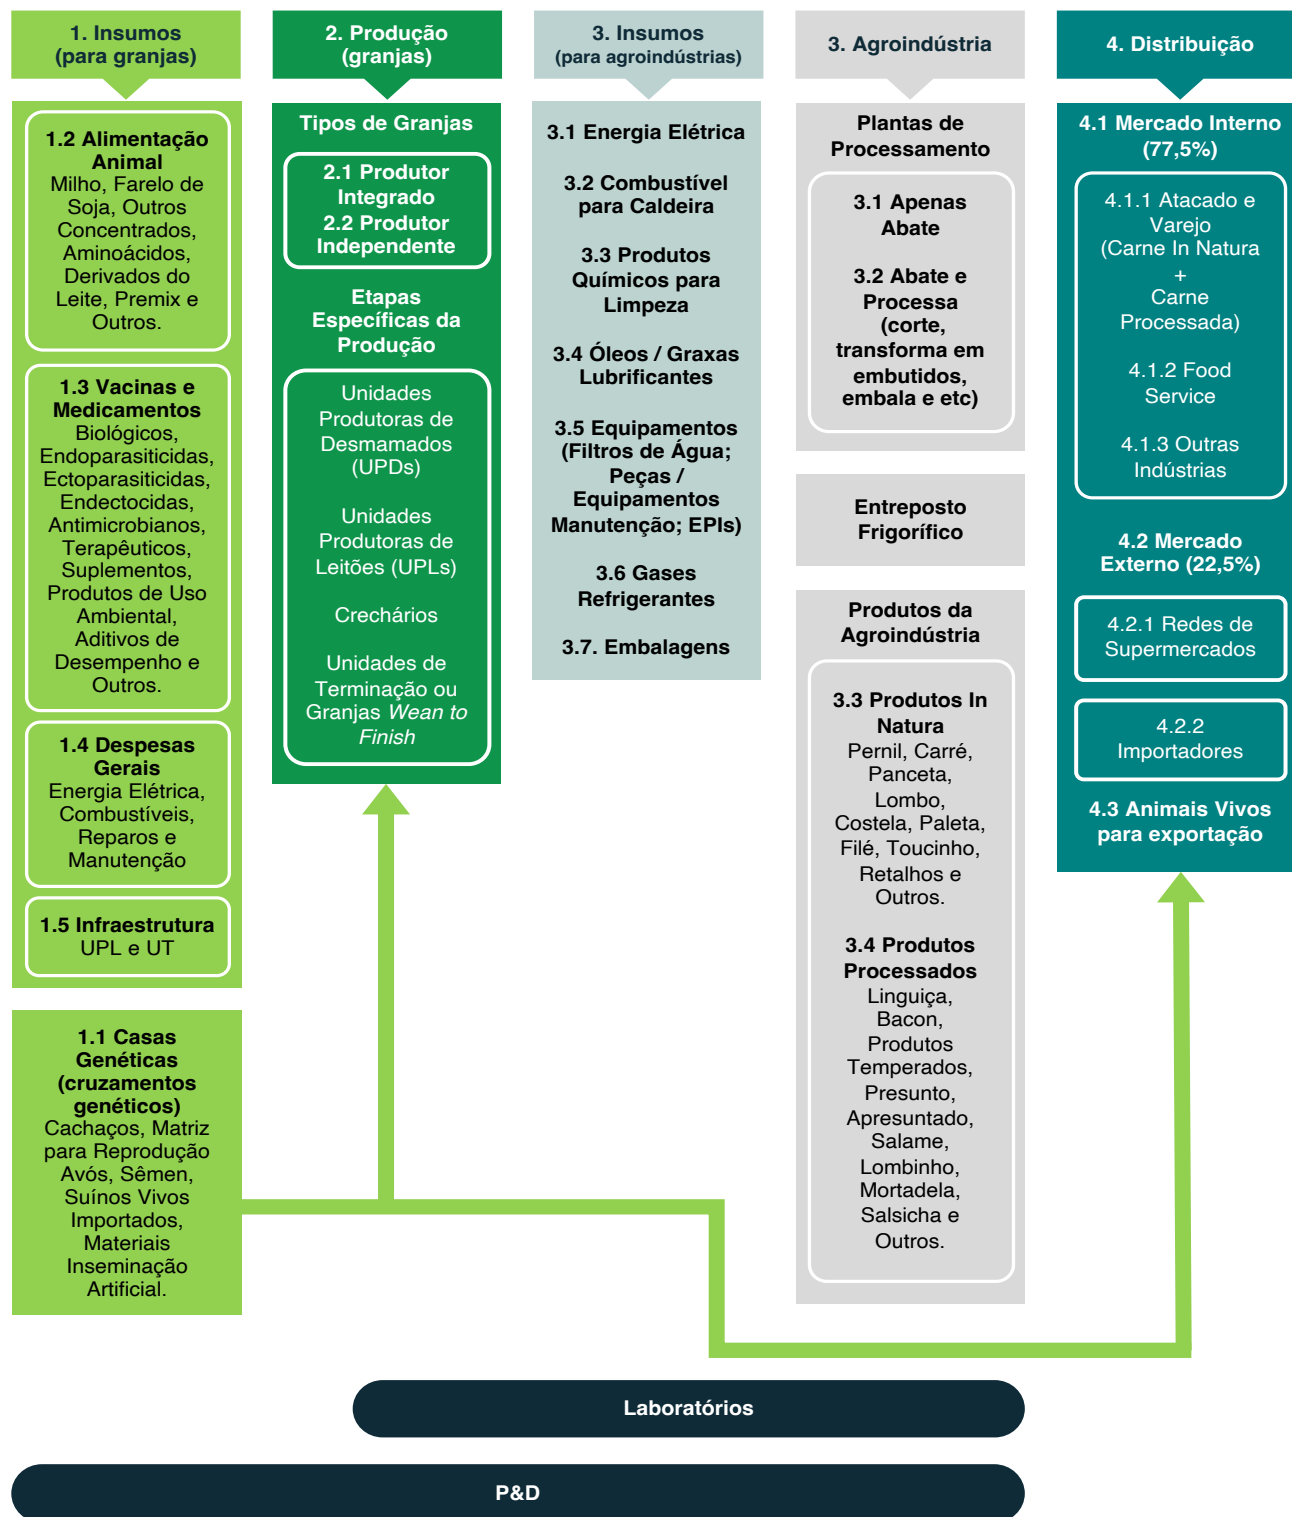 1. Insumos
(para granjas)
1.2 Alimentação
Animal
Milho, Farelo de
Soja, Outros
Concentrados,
Aminoácidos,
Derivados do
Leite, Premix e
Outros.
1.3 Vacinas e
Medicamentos
Biológicos,
Endoparasiticidas,
Ectoparasiticidas,
Endectocidas,
Antimicrobianos,
Terapêuticos,
Suplementos,
Produtos de Uso
Ambiental,
Aditivos de
Desempenho e
Outros.
1.4 Despesas
Gerais
Energia Elétrica,
Combustíveis,
Reparos e
Manutenção
1.5 Infraestrutura
UPL e UT
1.1 Casas
Genéticas
(cruzamentos
genéticos)
Cachaços, Matriz
para Reprodução
Avós, Sêmen,
Suínos Vivos
Importados,
Materiais
Inseminação
Artificial.
2. Produção
(granjas)
Tipos de Granjas
2.1 Produtor
Integrado
2.2 Produtor
Independente
Etapas
Específicas da
Produção
Unidades
Produtoras de
Desmamados
(UPDs)
Unidades
Produtoras de
Leitões (UPLs)
Crechários
Unidades de
Terminação ou
Granjas Wean to
Finish
3. Insumos
(para agroindústrias)
3.1 Energia Elétrica
3.2 Combustível
para Caldeira
3.3 Produtos
Químicos para
Limpeza
3.4 Óleos / Graxas
Lubrificantes
3.5 Equipamentos
(Filtros de Água;
Peças /
Equipamentos
Manutenção; EPIs)
3.6 Gases
Refrigerantes
3.7. Embalagens
3. Agroindústria
Plantas de
Processamento
3.1 Apenas
Abate
3.2 Abate e
Processa
(corte,
transforma em
embutidos,
embala e etc)
Entreposto
Frigorífico
Produtos da
Agroindústria
3.3 Produtos In
Natura
Pernil, Carré,
Panceta,
Lombo,
Costela, Paleta,
Filé, Toucinho,
Retalhos e
Outros.
3.4 Produtos
Processados
Linguiça,
Bacon,
Produtos
Temperados,
Presunto,
Apresuntado,
Salame,
Lombinho,
Mortadela,
Salsicha e
Outros.
4. Distribuição
4.1 Mercado Interno
(77,5%)
4.1.1 Atacado e
Varejo
(Carne In Natura
+
Carne
Processada)
4.1.2 Food
Service
4.1.3 Outras
Indústrias
4.2 Mercado
Externo (22,5%)
4.2.1 Redes de
Supermercados
4.2.2
Importadores
4.3 Animais Vivos
para exportação
Laboratórios
P&D